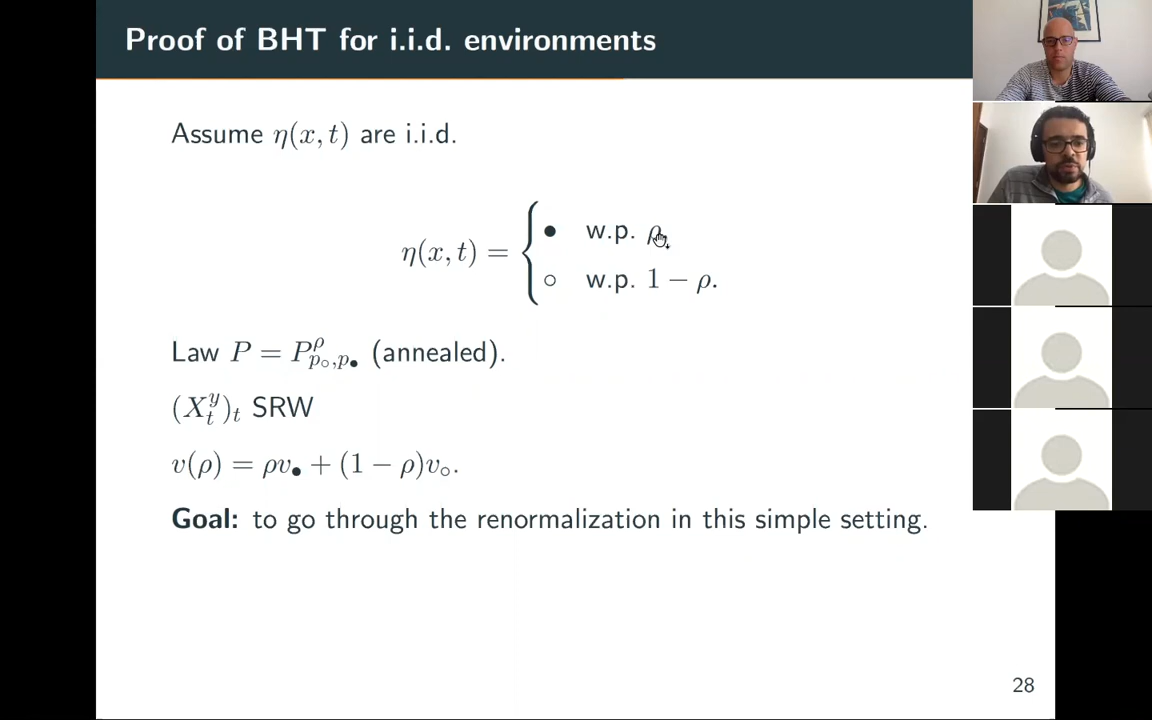 Proof of BHT for i.i.d. environments
Assume η(x, t) are i.i.d.
η(x, t) = { • w.p. ρ,
○ w.p. 1 − ρ.
Law P = P^ρ_{p○,p•} (annealed).
(X^y_t)_t SRW
v(ρ) = ρv• + (1 − ρ)v○.
Goal: to go through the renormalization in this simple setting.
28